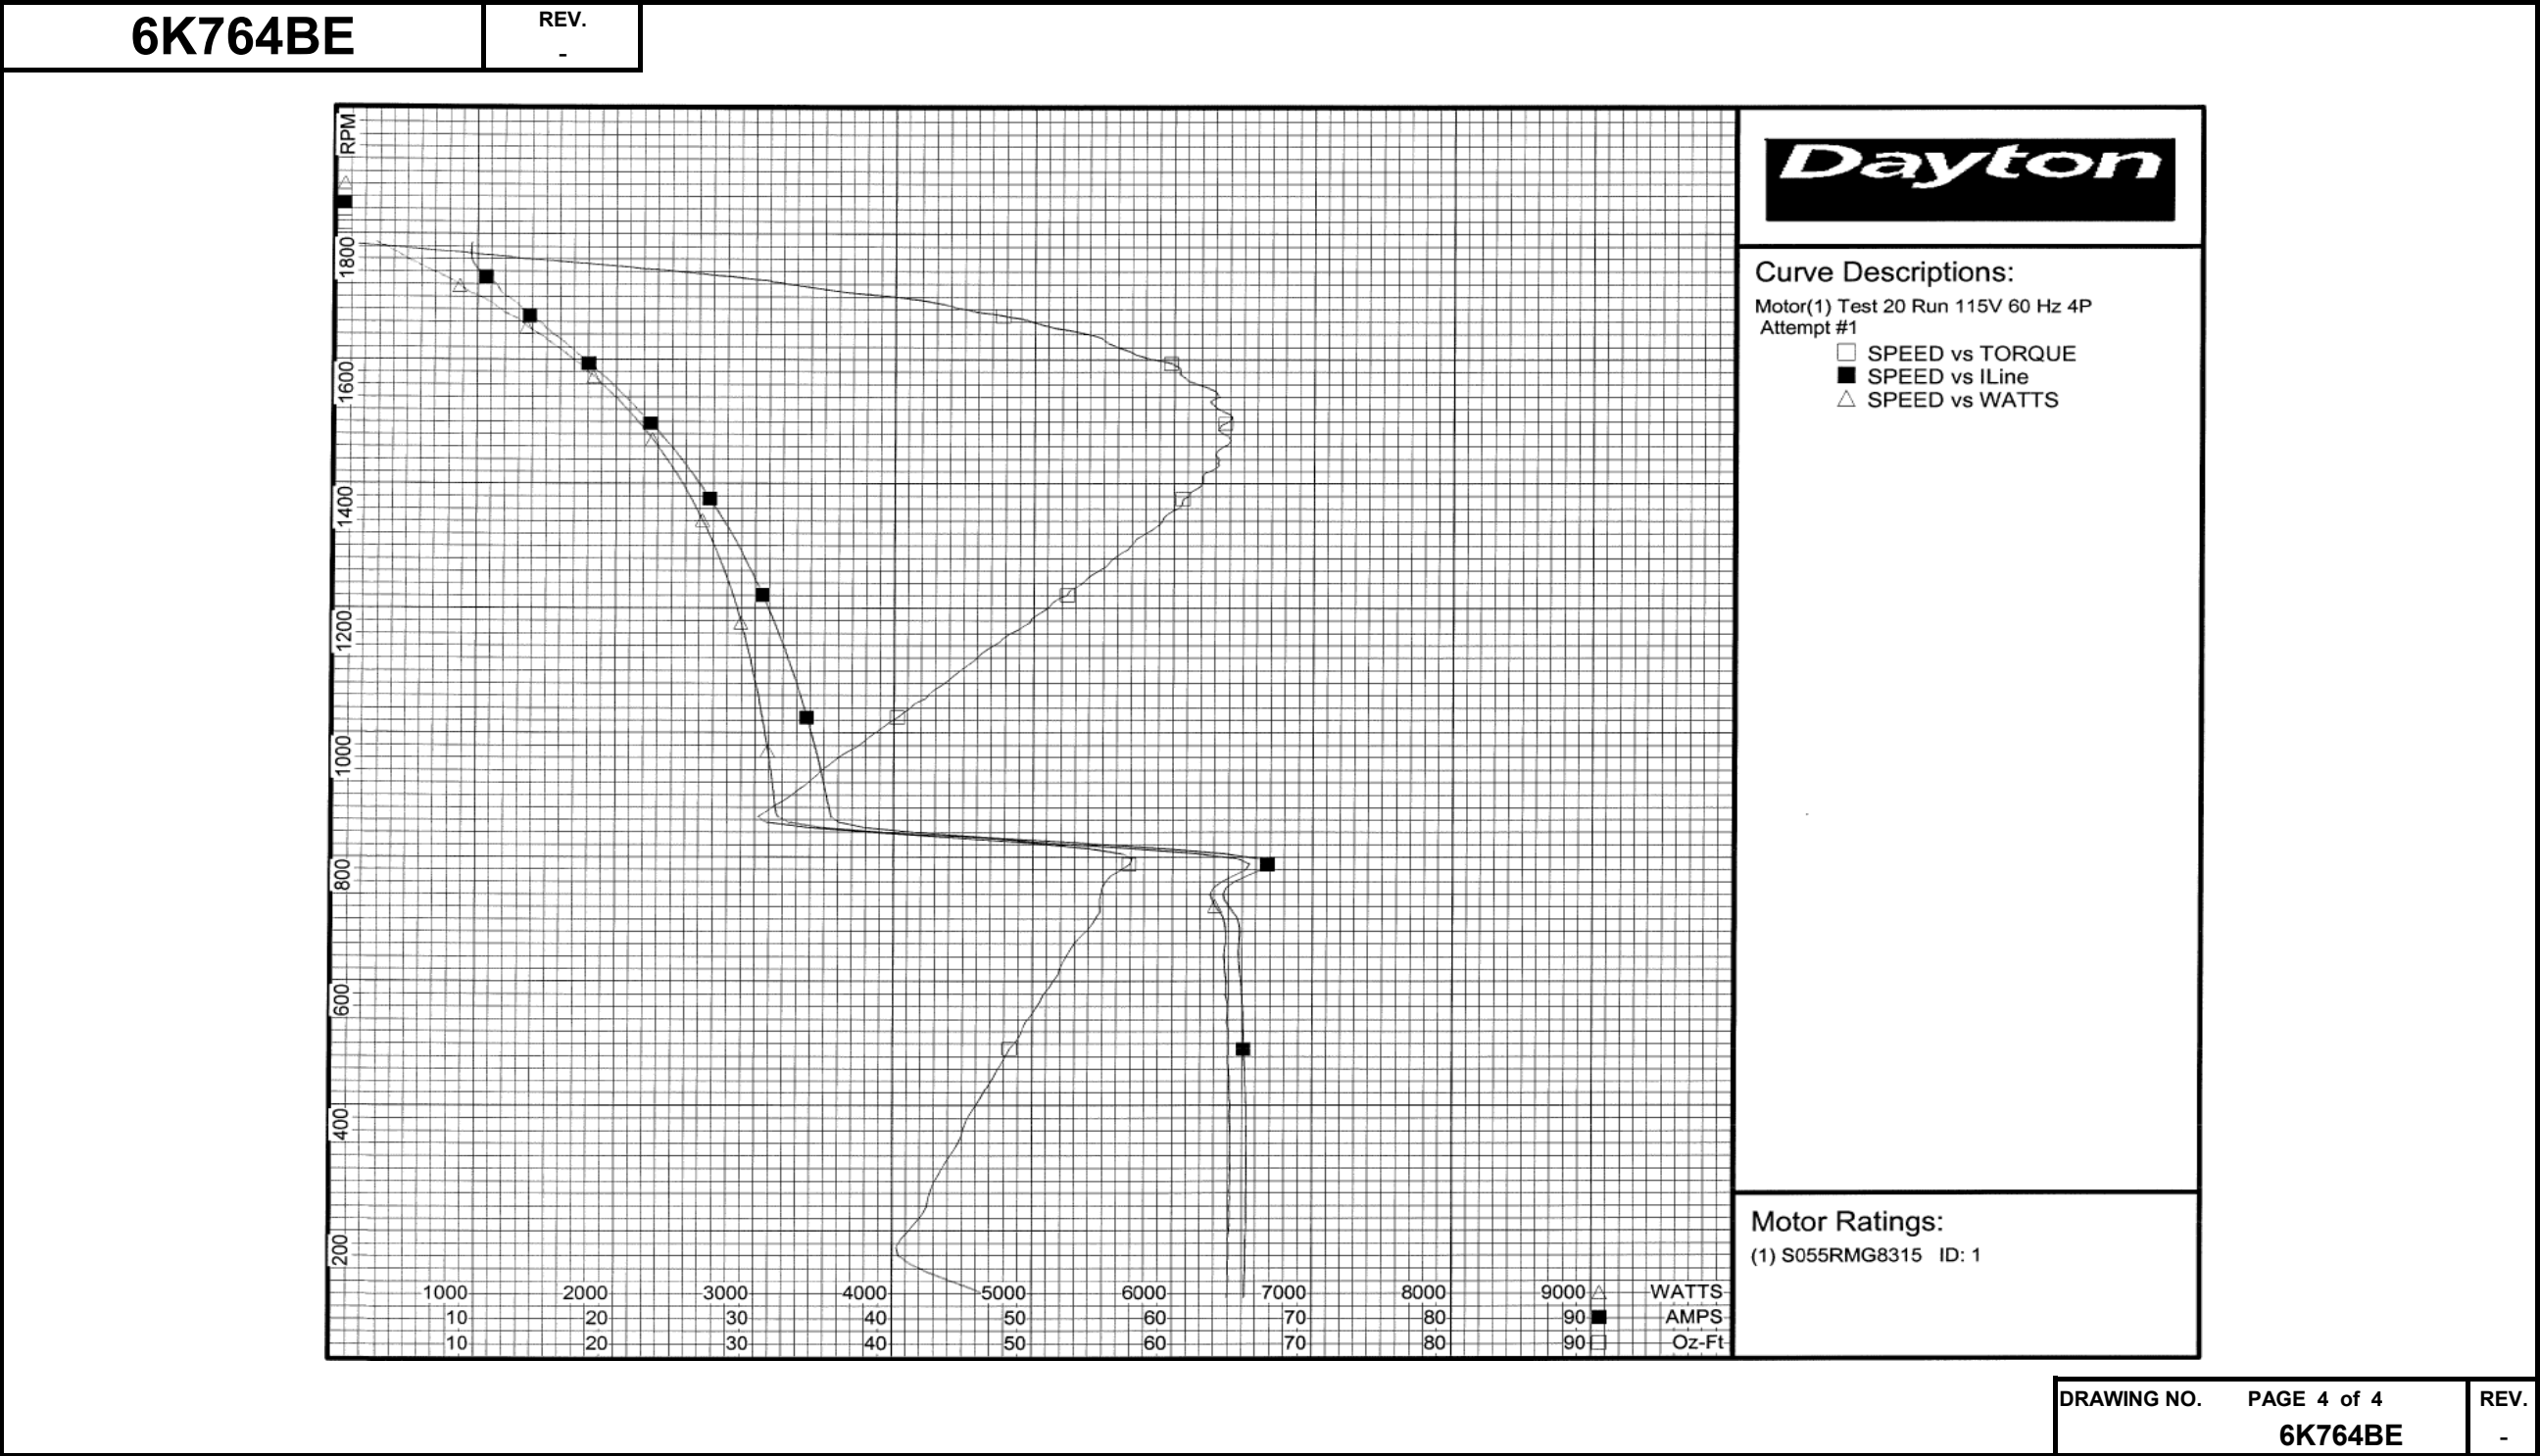 6K764BE
REV.
-
RPM
1800
1600
1400
1200
1000
800
600
400
200
1000 2000 3000 4000 5000 6000 7000 8000 9000 △ WATTS
10 20 30 40 50 60 70 80 90 ■ AMPS
10 20 30 40 50 60 70 80 90 □ Oz-Ft
Dayton
Curve Descriptions:
Motor(1) Test 20 Run 115V 60 Hz 4P
Attempt #1
□ SPEED vs TORQUE
■ SPEED vs ILine
△ SPEED vs WATTS
Motor Ratings:
(1) S055RMG8315 ID: 1
DRAWING NO. PAGE 4 of 4
6K764BE
REV.
-